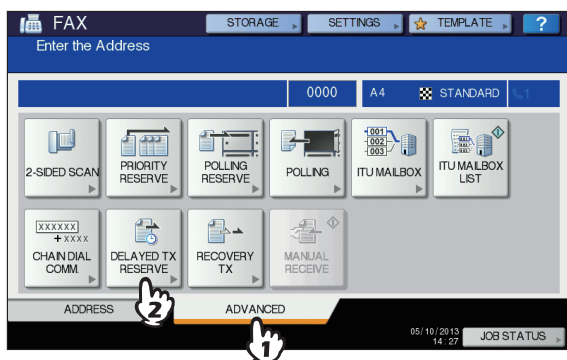 FAX
STORAGE
SETTINGS
TEMPLATE
?
Enter the Address
0000
A4
STANDARD
1
2-SIDED SCAN
PRIORITY
RESERVE
POLLING
RESERVE
POLLING
001
002
003
ITU MAILBOX
ITU MAILBOX
LIST
XXXXXX
+ XXXX
CHAIN DIAL
COMM.
DELAYED TX
RESERVE
RECOVERY
TX
MANUAL
RECEIVE
ADDRESS
2
ADVANCED
1
05/10/2013
14:27
JOB STATUS